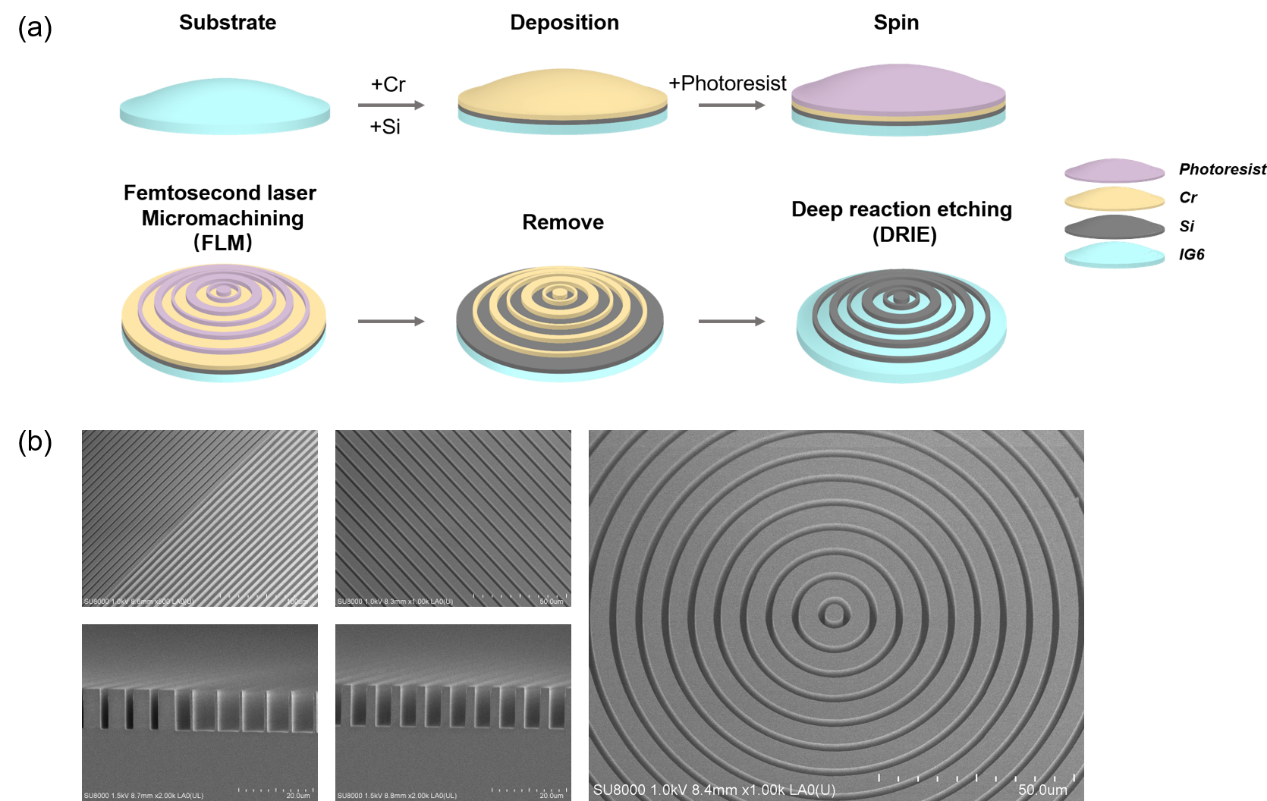 (a)
Substrate
Deposition
Spin
+Cr
+Si
+Photoresist
Femtosecond laser
Micromachining
(FLM)
Remove
Deep reaction etching
(DRIE)
Photoresist
Cr
Si
IG6
(b)
SU8000 1.0kV 8.3mm x1.00k LA0(U)
50.0um
SU8000 1.5kV 8.7mm x2.00k LA0(UL)
20.0um
SU8000 1.5kV 8.8mm x2.00k LA0(UL)
20.0um
SU8000 1.0kV 8.4mm x1.00k LA0(U)
50.0um